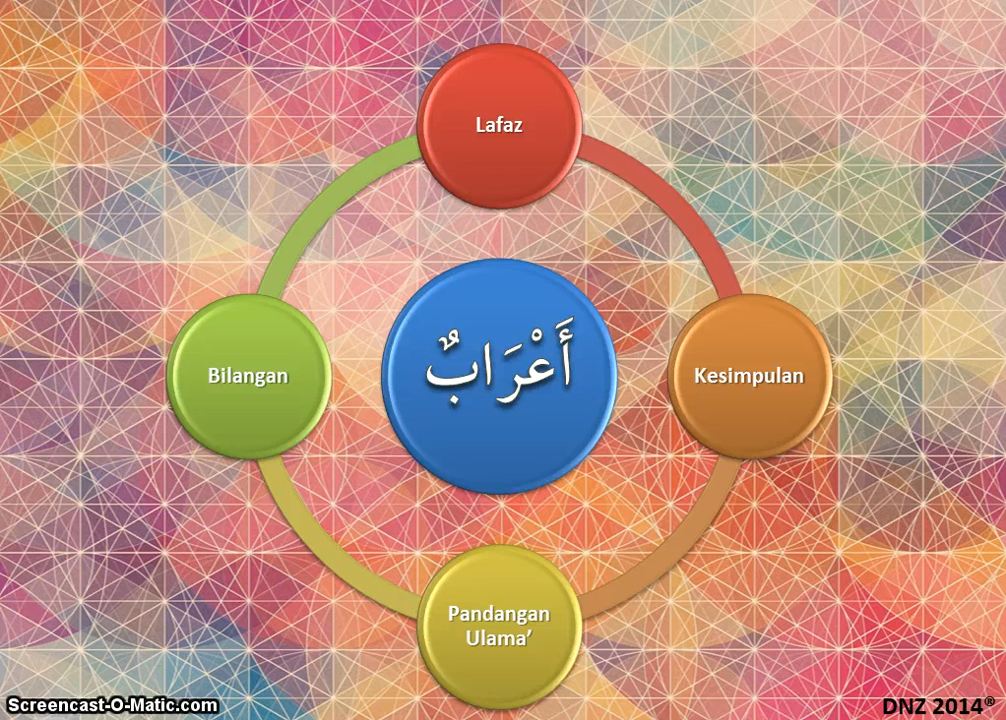 Lafaz
Bilangan
أَعْرَابٌ
Kesimpulan
Pandangan
Ulama’
Screencast-O-Matic.com
DNZ 2014®